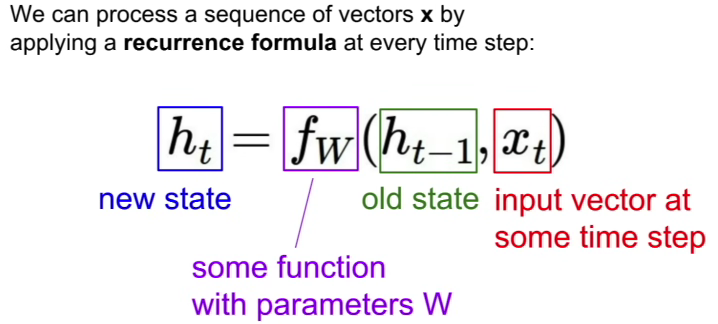 We can process a sequence of vectors x by
applying a recurrence formula at every time step:
h_t = f_W(h_{t-1}, x_t)
new state
old state
input vector at
some time step
some function
with parameters W